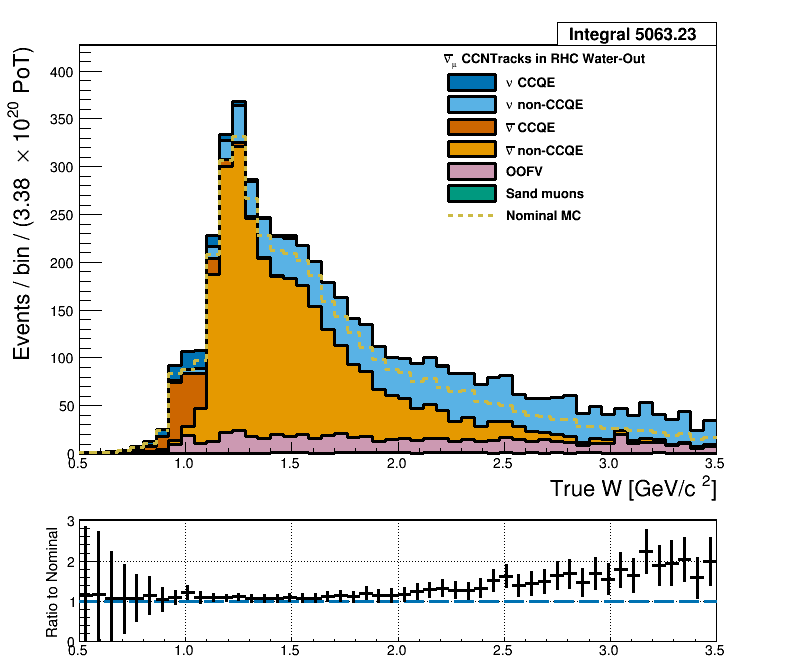 Integral 5063.23
ν̅μ CCNTracks in RHC Water-Out
ν CCQE
ν non-CCQE
ν̅ CCQE
ν̅ non-CCQE
OOFV
Sand muons
Nominal MC
Events / bin / (3.38 × 10^20 PoT)
400
350
300
250
200
150
100
50
0
0.5 1.0 1.5 2.0 2.5 3.0 3.5
True W [GeV/c^2]
Ratio to Nominal
3
2
1
0
0.5 1.0 1.5 2.0 2.5 3.0 3.5